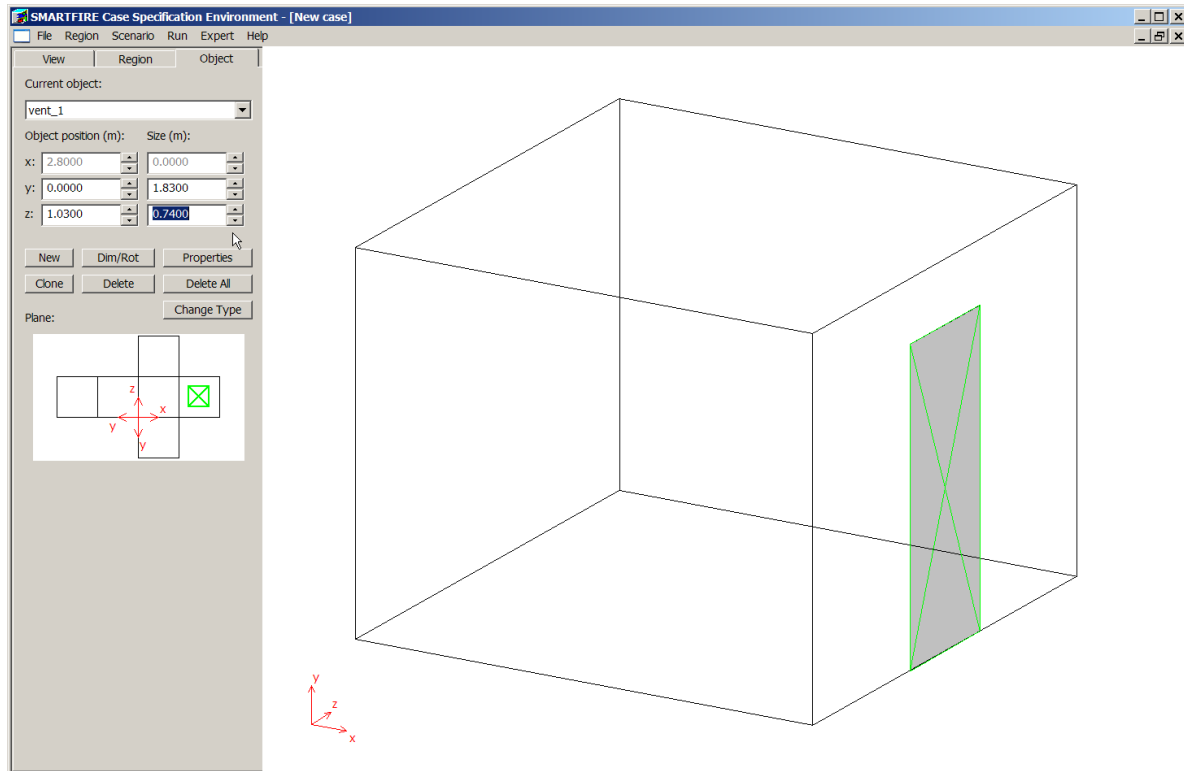 SMARTFIRE Case Specification Environment - [New case]
File Region Scenario Run Expert Help
View Region Object
Current object:
vent_1
Object position (m): Size (m):
x: 2.8000 0.0000
y: 0.0000 1.8300
z: 1.0300 0.7400
New Dim/Rot Properties
Clone Delete Delete All
Change Type
Plane:
z
x
y
y
y
z
x